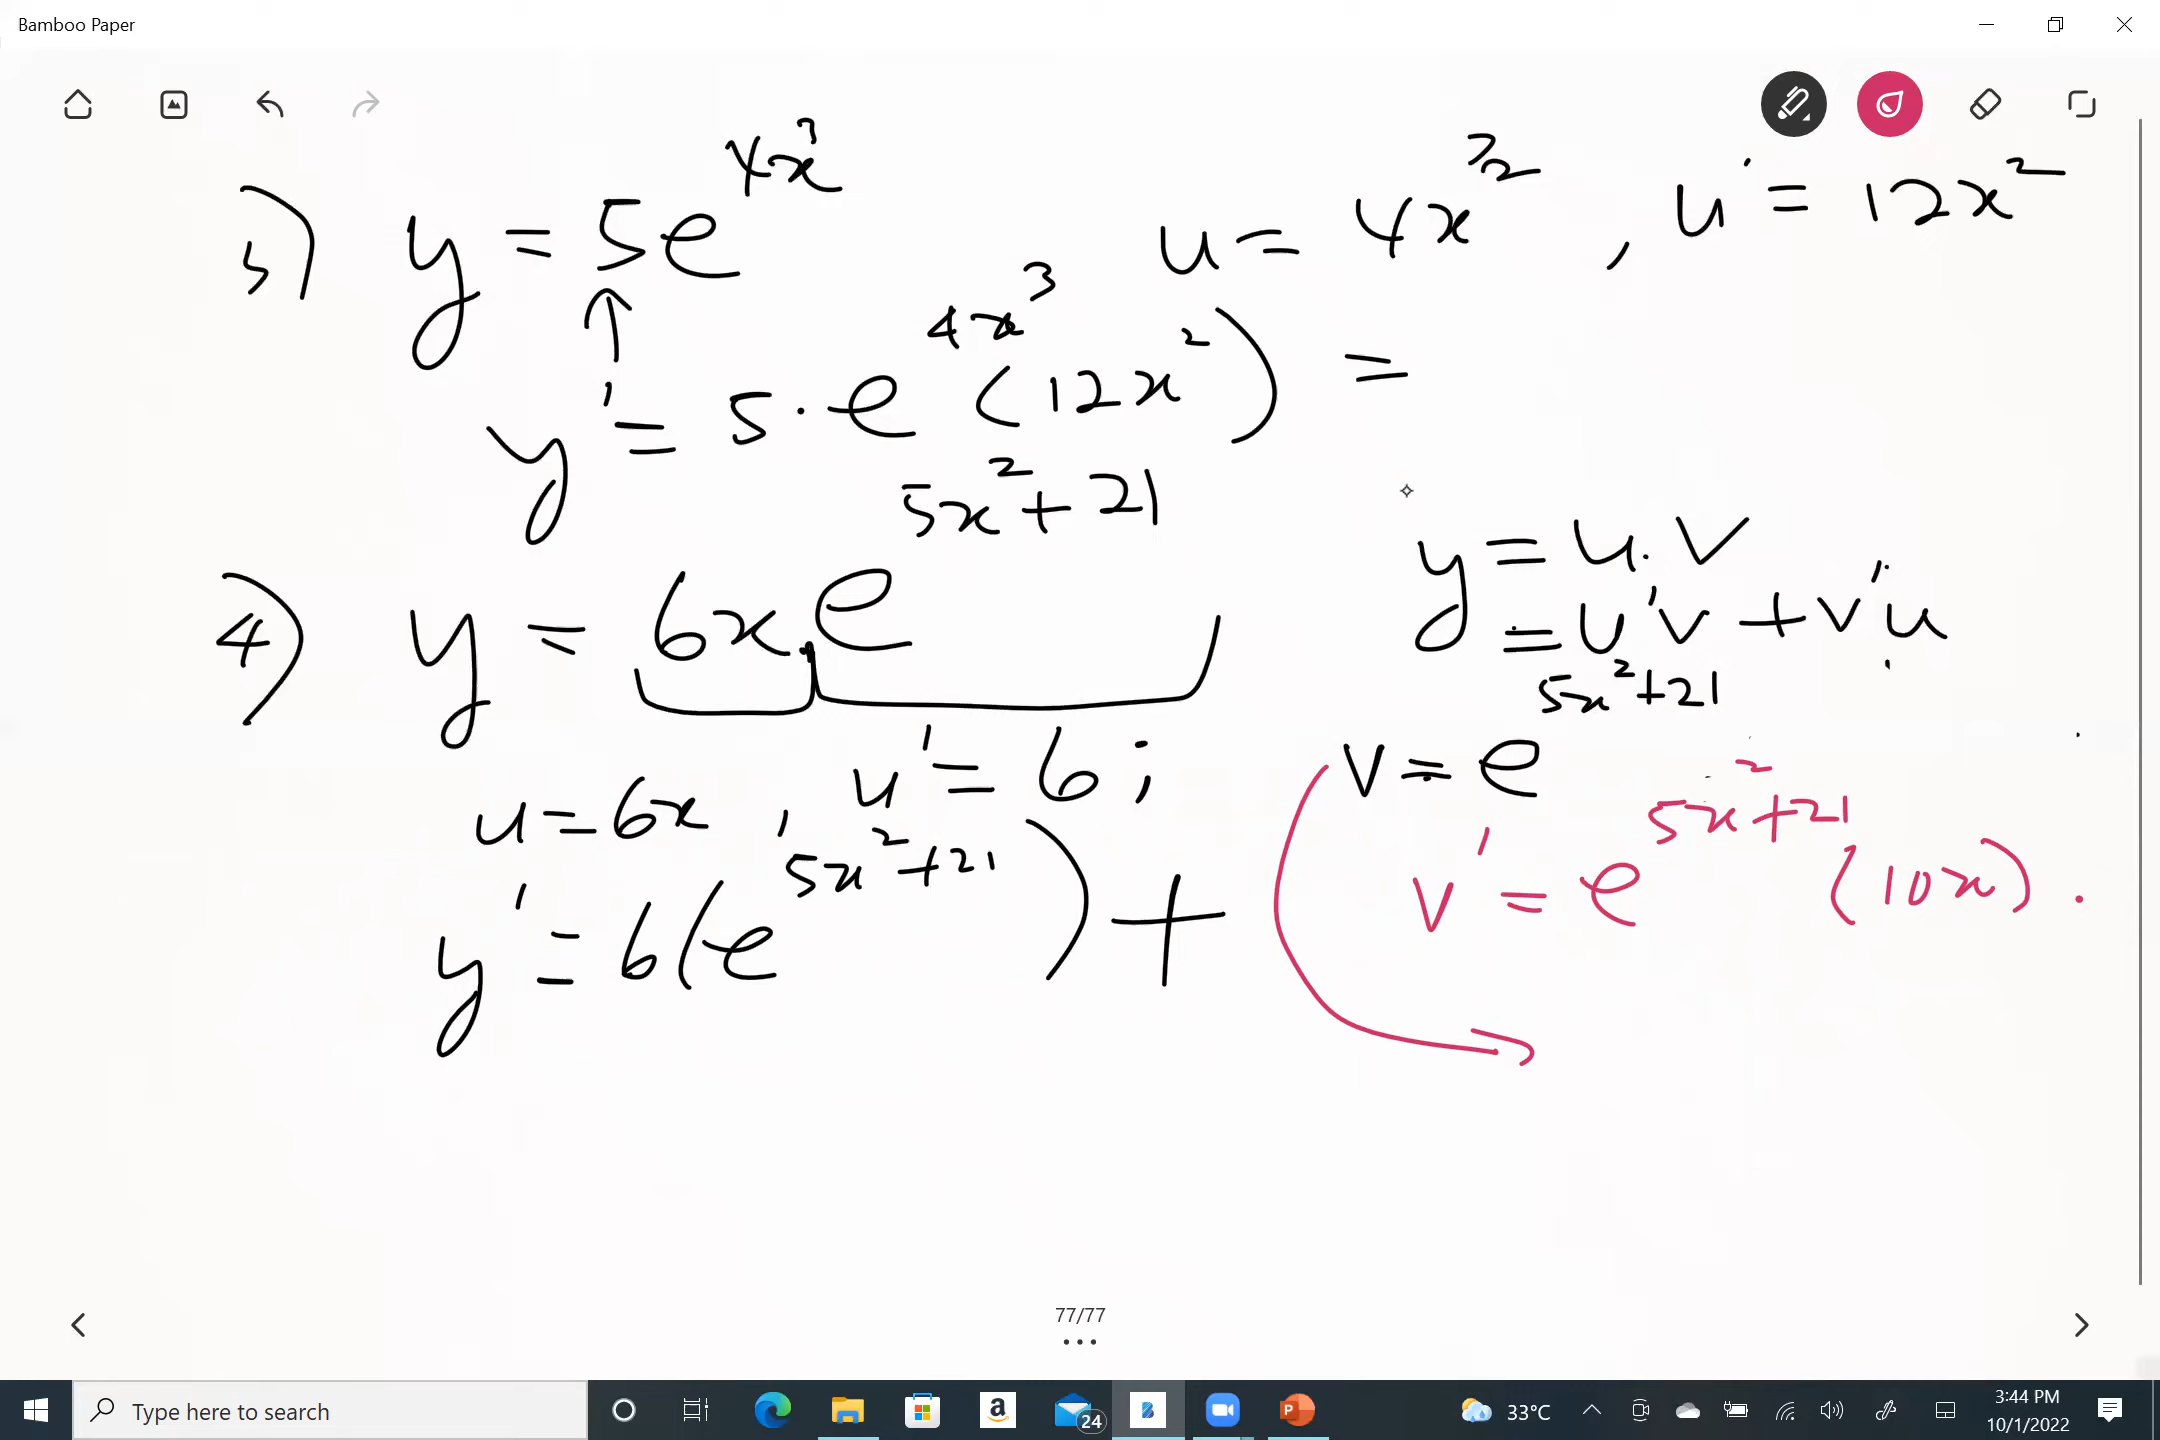 Bamboo Paper
3) y = 5e^{4x^3}    u = 4x^{3}, u' = 12x^2
y' = 5 · e^{4x^3} (12x^2) =
4) y = 6x · e^{5x^2+21}
y = u·v
y = u'v + v'u
u = 6x, u' = 6; v = e^{5x^2+21}
v' = e^{5x^2+21} (10x).
y' = 6(e^{5x^2+21}) +
77/77
Type here to search
24
33°C
3:44 PM
10/1/2022